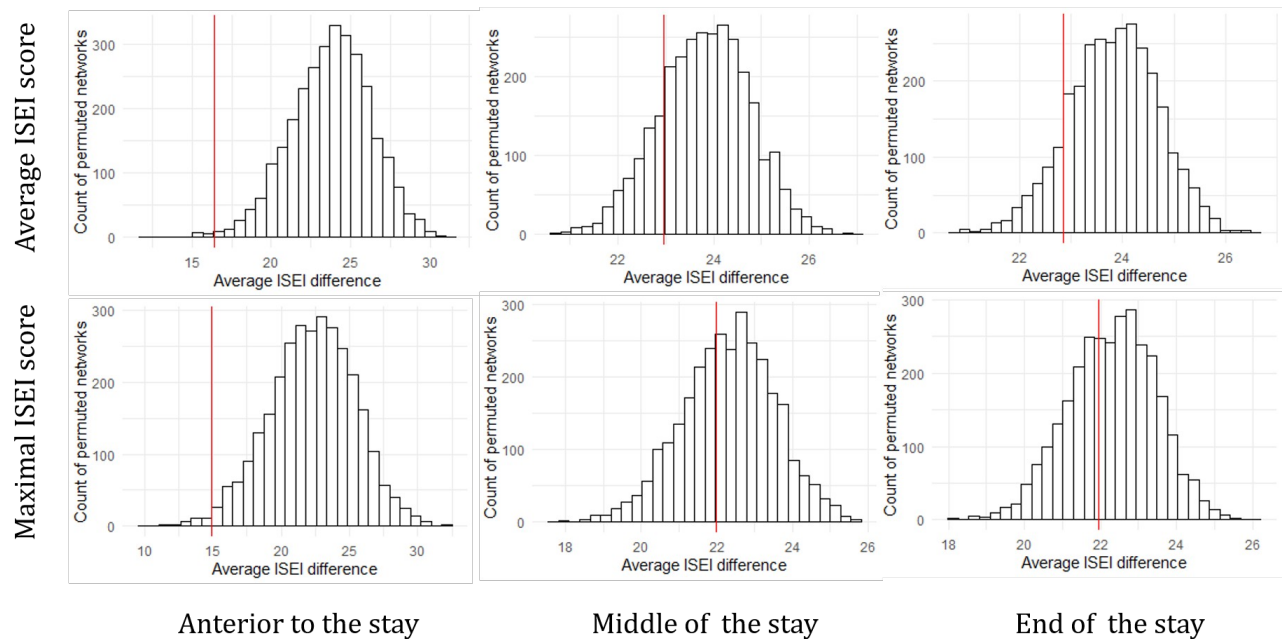 Average ISEI score
Count of permuted networks
300
200
100
0
15
20
25
30
Average ISEI difference
Count of permuted networks
200
100
0
22
24
26
Average ISEI difference
Count of permuted networks
200
100
0
22
24
26
Average ISEI difference
Maximal ISEI score
Count of permuted networks
300
200
100
0
10
15
20
25
30
Average ISEI difference
Count of permuted networks
300
200
100
0
18
20
22
24
26
Average ISEI difference
Count of permuted networks
300
200
100
0
18
20
22
24
26
Average ISEI difference
Anterior to the stay
Middle of the stay
End of the stay